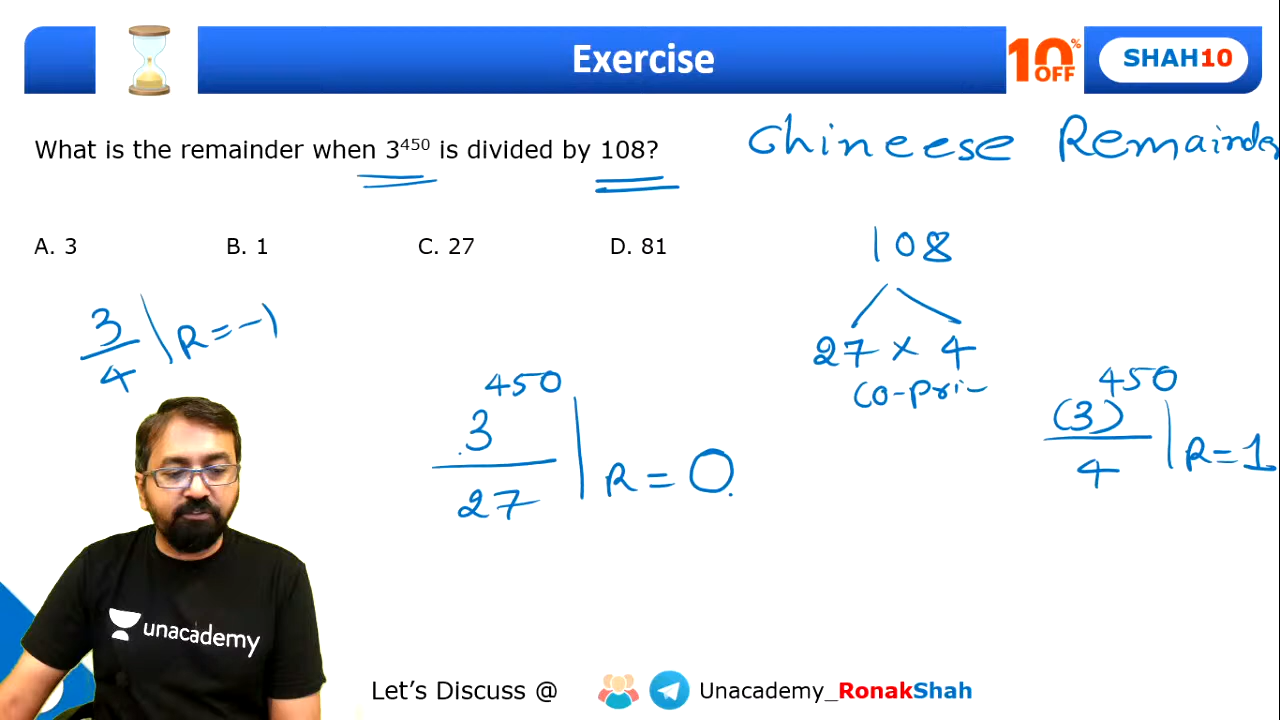 Exercise
10% OFF
SHAH10
What is the remainder when 3⁴⁵⁰ is divided by 108?
Chineese Remainder
A. 3 B. 1 C. 27 D. 81
108
27 × 4
co-pri
3/4 | R = -1
3⁴⁵⁰/27 | R = 0
(3)⁴⁵⁰/4 | R = 1
unacademy
Let’s Discuss @ Unacademy_RonakShah